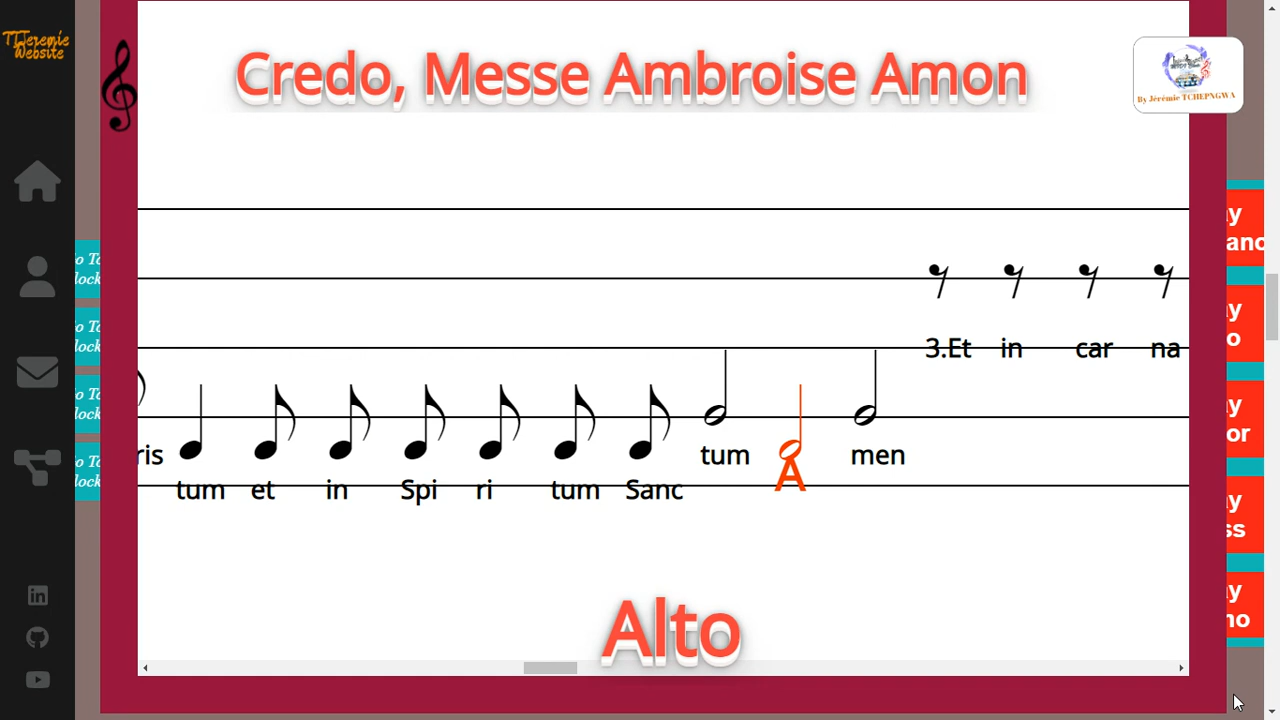 TTJeremie
Website
Credo, Messe Ambroise Amon
By Jérémie TCHEPNGWA
3.Et in car na
ris tum A men
tum et in Spi ri tum Sanc
Alto